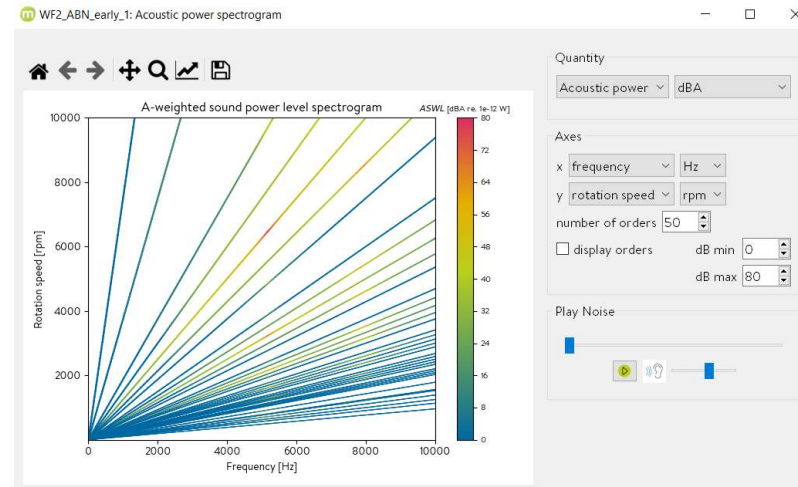 WF2_ABN_early_1: Acoustic power spectrogram
A-weighted sound power level spectrogram
ASWL [dBA re. 1e-12 W]
10000
8000
6000
4000
2000
Rotation speed [rpm]
0
2000
4000
6000
8000
10000
Frequency [Hz]
80
72
64
56
48
40
32
24
16
8
0
Quantity
Acoustic power
dBA
Axes
x frequency Hz
y rotation speed rpm
number of orders 50
display orders dB min 0
dB max 80
Play Noise